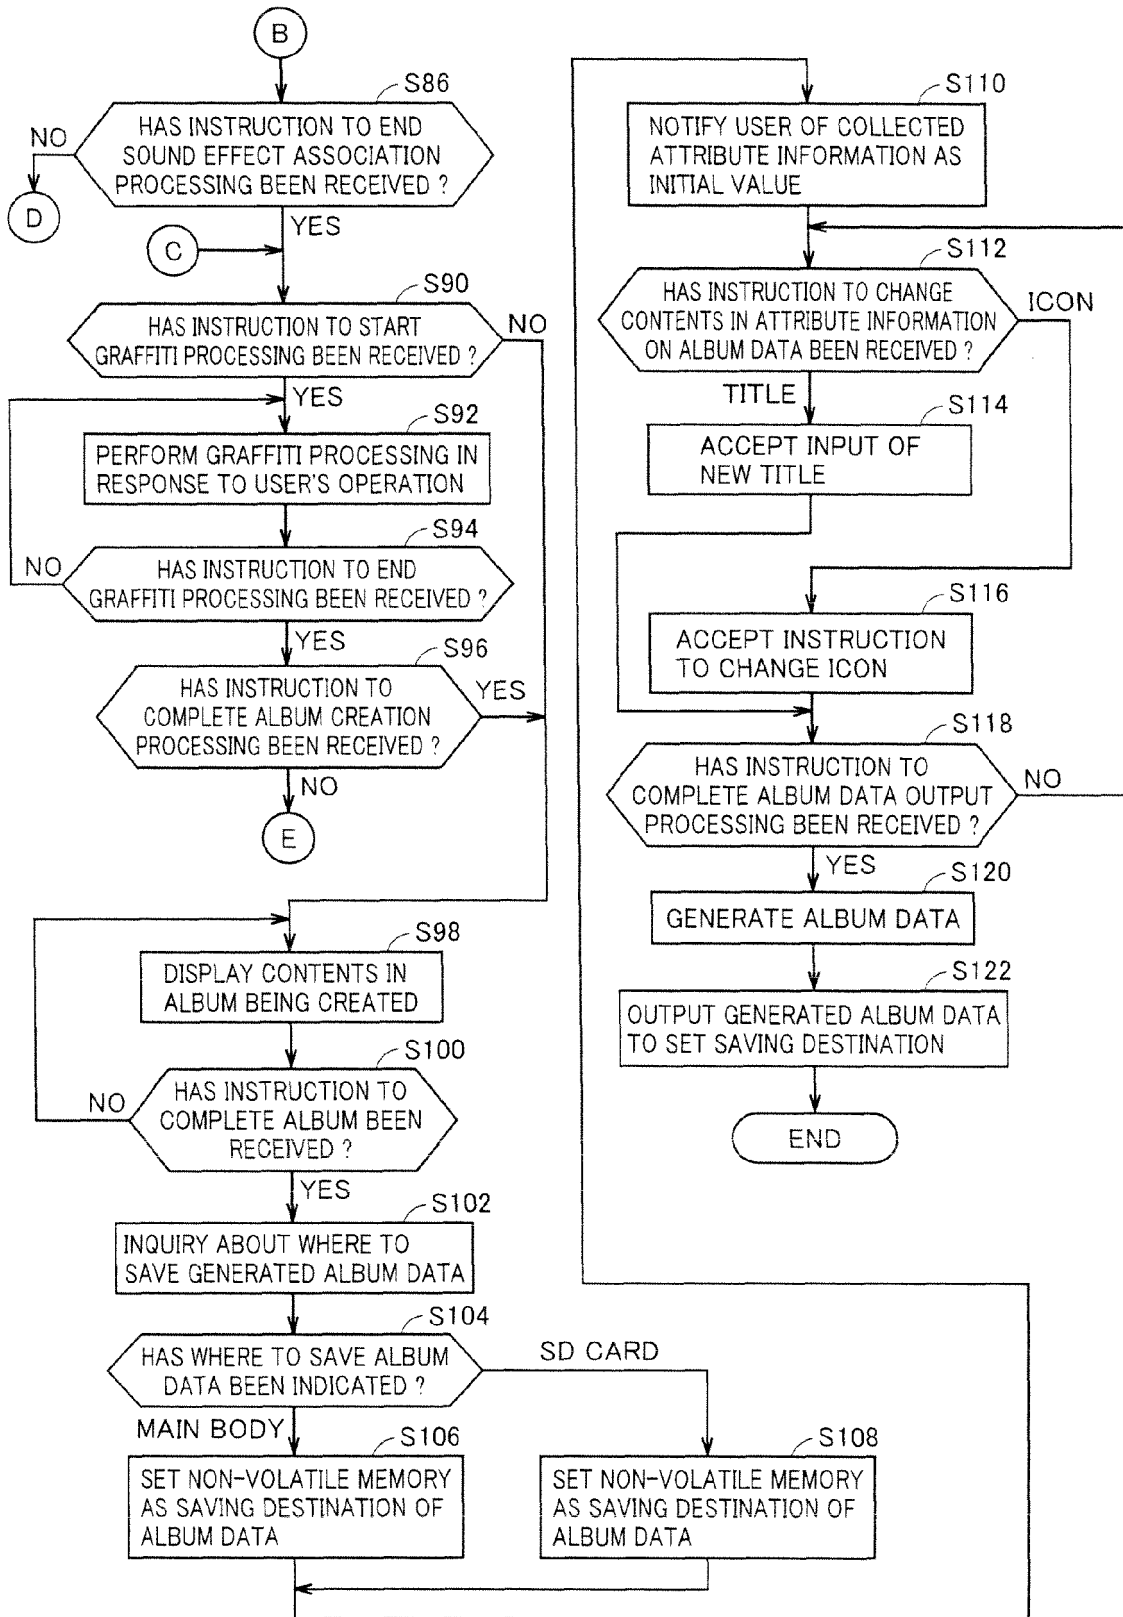 B
S86
HAS INSTRUCTION TO END
SOUND EFFECT ASSOCIATION
PROCESSING BEEN RECEIVED ?
NO
D
YES
C
S90
HAS INSTRUCTION TO START
GRAFFITI PROCESSING BEEN RECEIVED ?
NO
YES
S92
PERFORM GRAFFITI PROCESSING IN
RESPONSE TO USER'S OPERATION
S94
HAS INSTRUCTION TO END
GRAFFITI PROCESSING BEEN RECEIVED ?
NO
YES
S96
HAS INSTRUCTION TO
COMPLETE ALBUM CREATION
PROCESSING BEEN RECEIVED ?
YES
NO
E
S98
DISPLAY CONTENTS IN
ALBUM BEING CREATED
S100
HAS INSTRUCTION TO
COMPLETE ALBUM BEEN
RECEIVED ?
NO
YES
S102
INQUIRY ABOUT WHERE TO
SAVE GENERATED ALBUM DATA
S104
HAS WHERE TO SAVE ALBUM
DATA BEEN INDICATED ?
SD CARD
MAIN BODY
S106
SET NON-VOLATILE MEMORY
AS SAVING DESTINATION OF
ALBUM DATA
S108
SET NON-VOLATILE MEMORY
AS SAVING DESTINATION OF
ALBUM DATA
S110
NOTIFY USER OF COLLECTED
ATTRIBUTE INFORMATION AS
INITIAL VALUE
S112
HAS INSTRUCTION TO CHANGE
CONTENTS IN ATTRIBUTE INFORMATION
ON ALBUM DATA BEEN RECEIVED ?
ICON
TITLE
S114
ACCEPT INPUT OF
NEW TITLE
S116
ACCEPT INSTRUCTION
TO CHANGE ICON
S118
HAS INSTRUCTION TO
COMPLETE ALBUM DATA OUTPUT
PROCESSING BEEN RECEIVED ?
NO
YES
S120
GENERATE ALBUM DATA
S122
OUTPUT GENERATED ALBUM DATA
TO SET SAVING DESTINATION
END